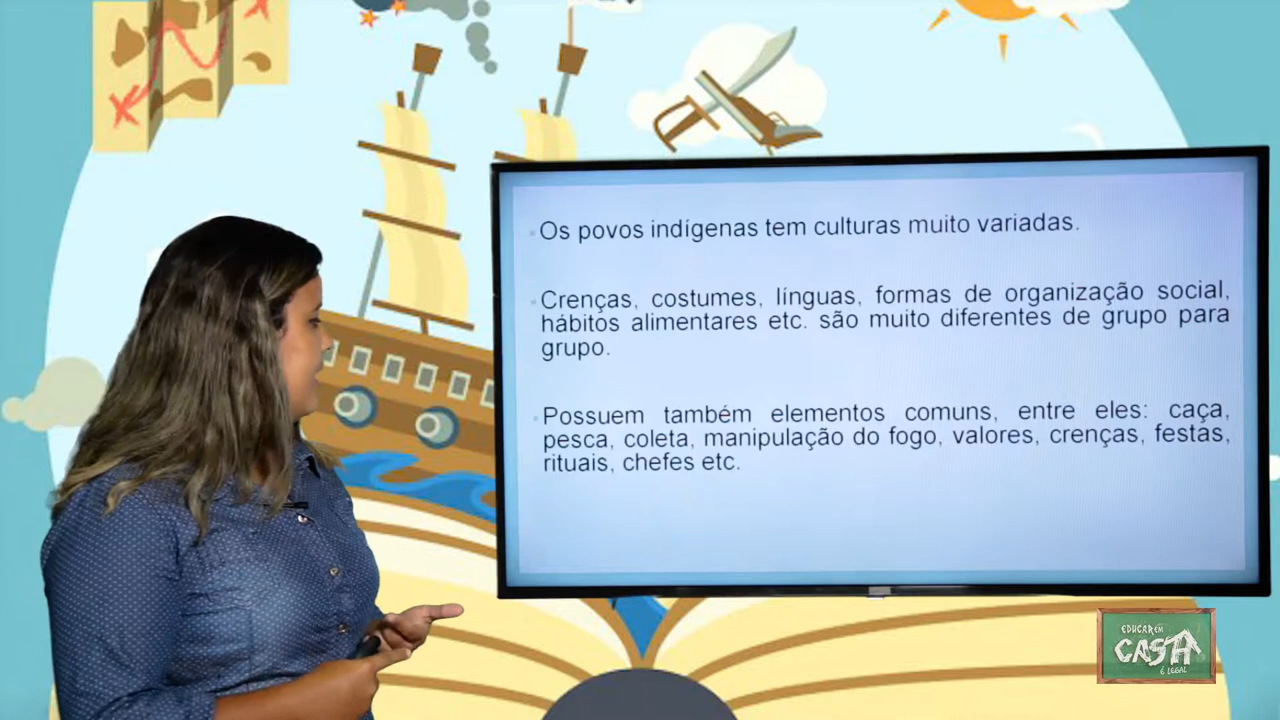 Os povos indígenas tem culturas muito variadas.
Crenças, costumes, línguas, formas de organização social,
hábitos alimentares etc. são muito diferentes de grupo para
grupo.
Possuem também elementos comuns, entre eles: caça,
pesca, coleta, manipulação do fogo, valores, crenças, festas,
rituais, chefes etc.
EDUCAR EM
CASA
É LEGAL